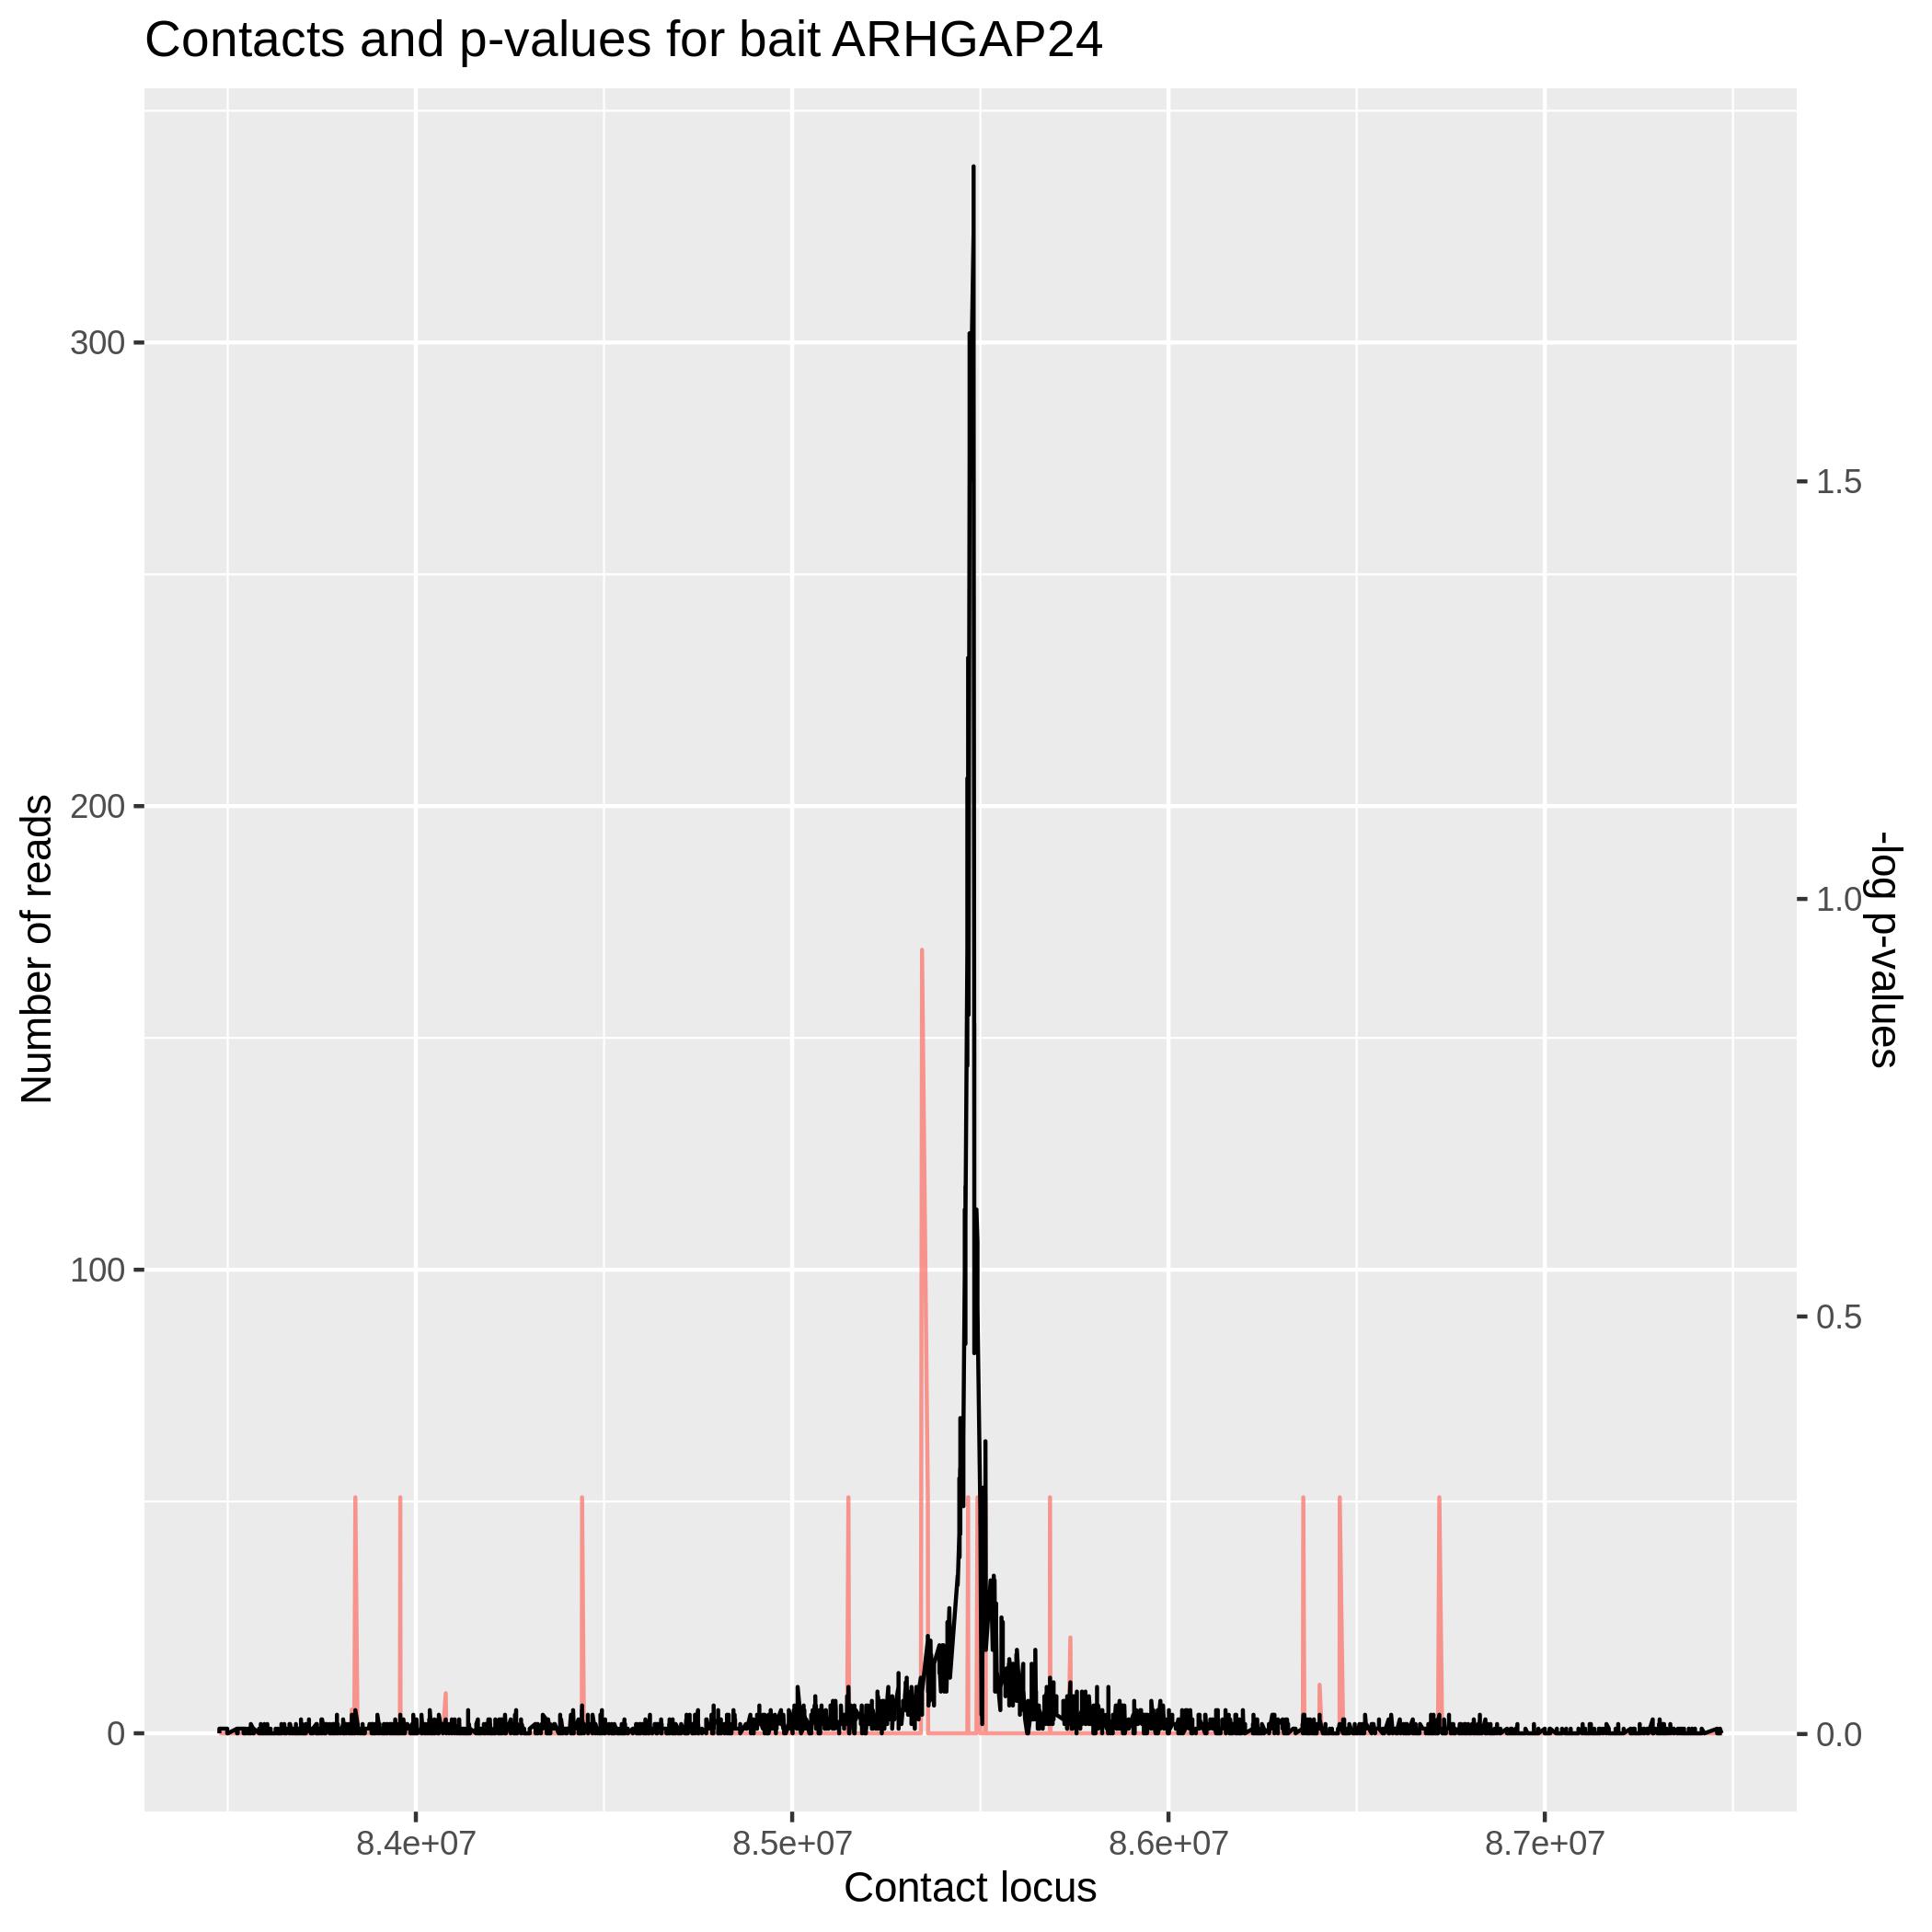 Contacts and p-values for bait ARHGAP24
300
200
100
0
Number of reads
1.5
1.0
0.5
0.0
-log p-values
8.4e+07 8.5e+07 8.6e+07 8.7e+07
Contact locus